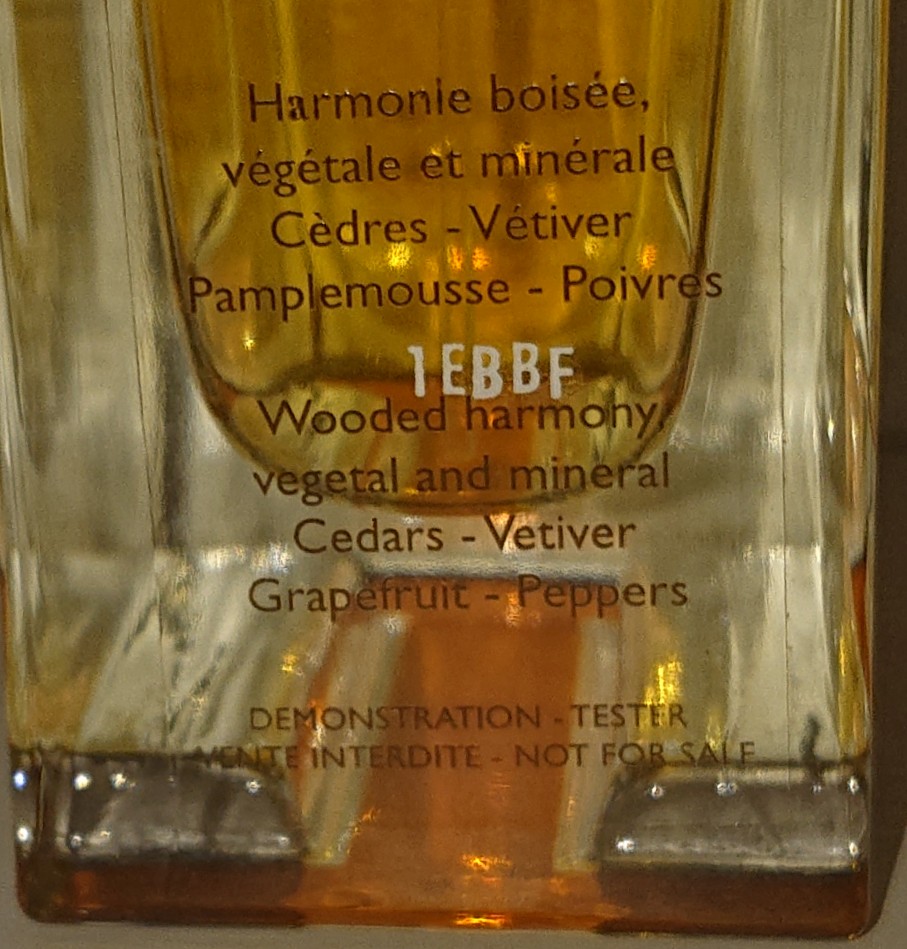 Harmonie boisée,
végétale et minérale
Cèdres - Vétiver
Pamplemousse - Poivres
1EBBF
Wooded harmony,
vegetal and mineral
Cedars - Vetiver
Grapefruit - Peppers
DEMONSTRATION - TESTER
VENTE INTERDITE - NOT FOR SALE